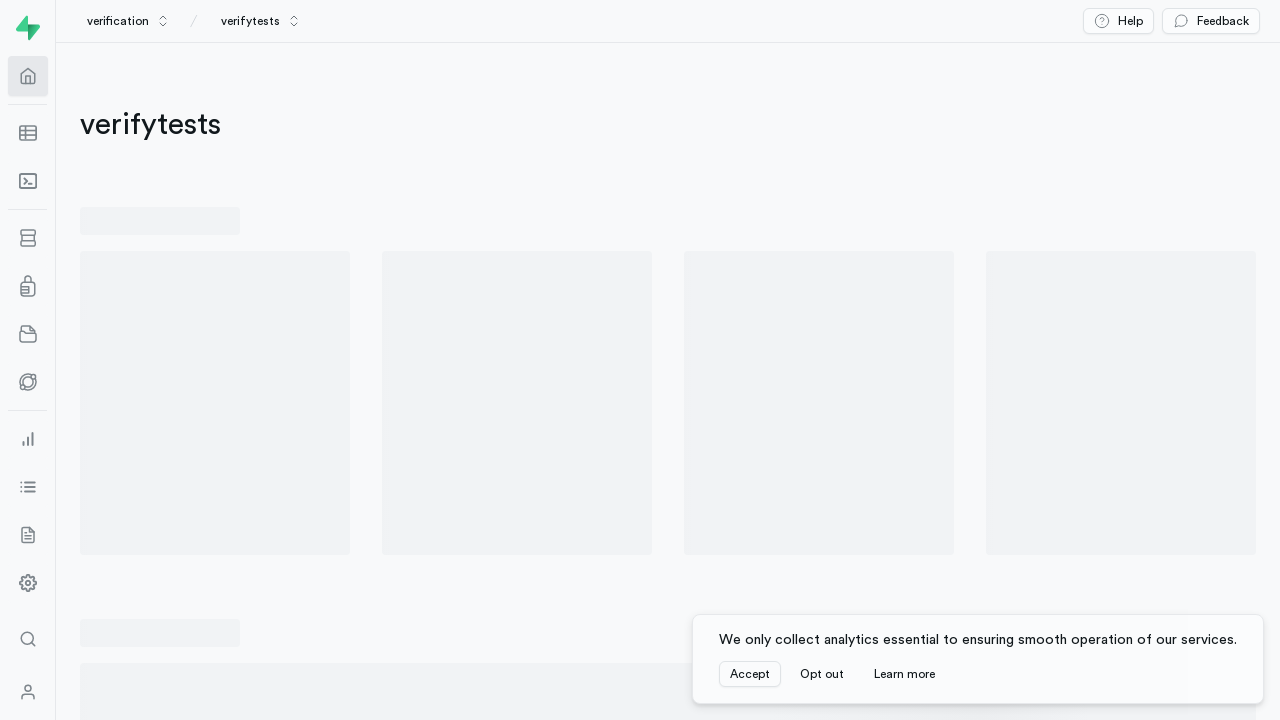 verification / verifytests
Help
Feedback
verifytests
We only collect analytics essential to ensuring smooth operation of our services.
Accept
Opt out
Learn more